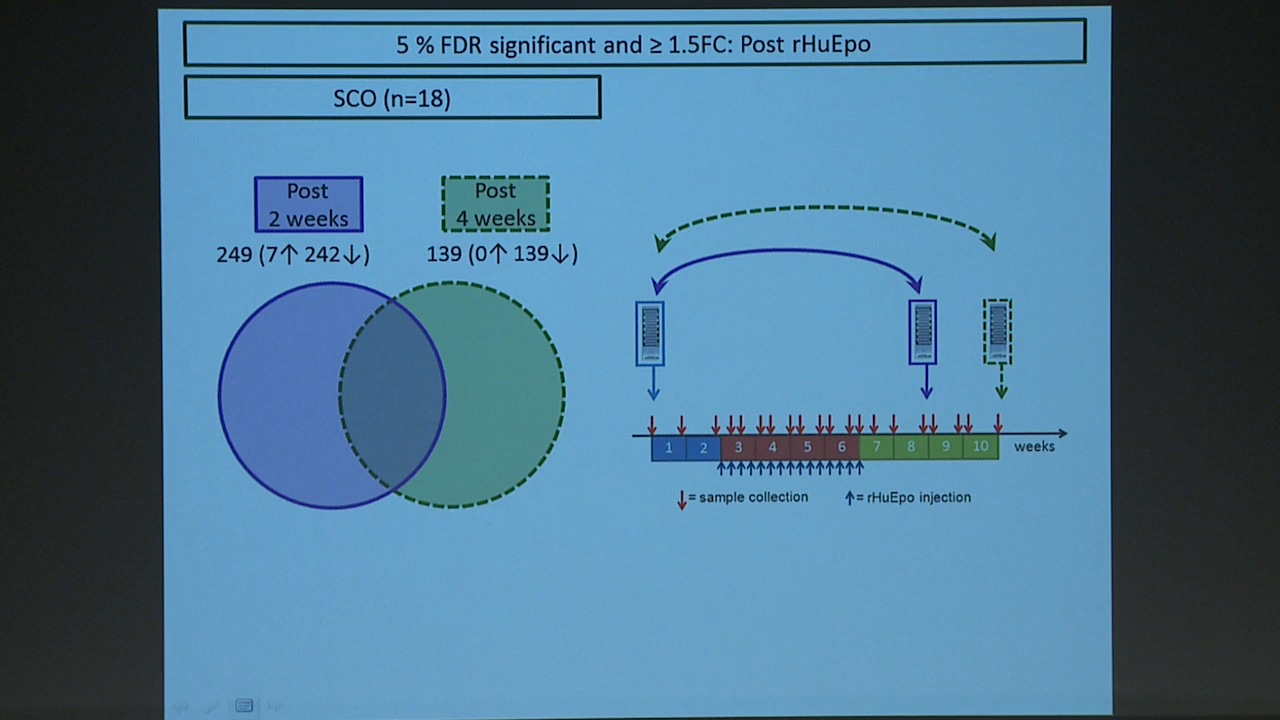 5 % FDR significant and ≥ 1.5FC: Post rHuEpo
SCO (n=18)
Post
2 weeks
249 (7↑ 242↓)
Post
4 weeks
139 (0↑ 139↓)
1 2 3 4 5 6 7 8 9 10 weeks
↓= sample collection
↑= rHuEpo injection